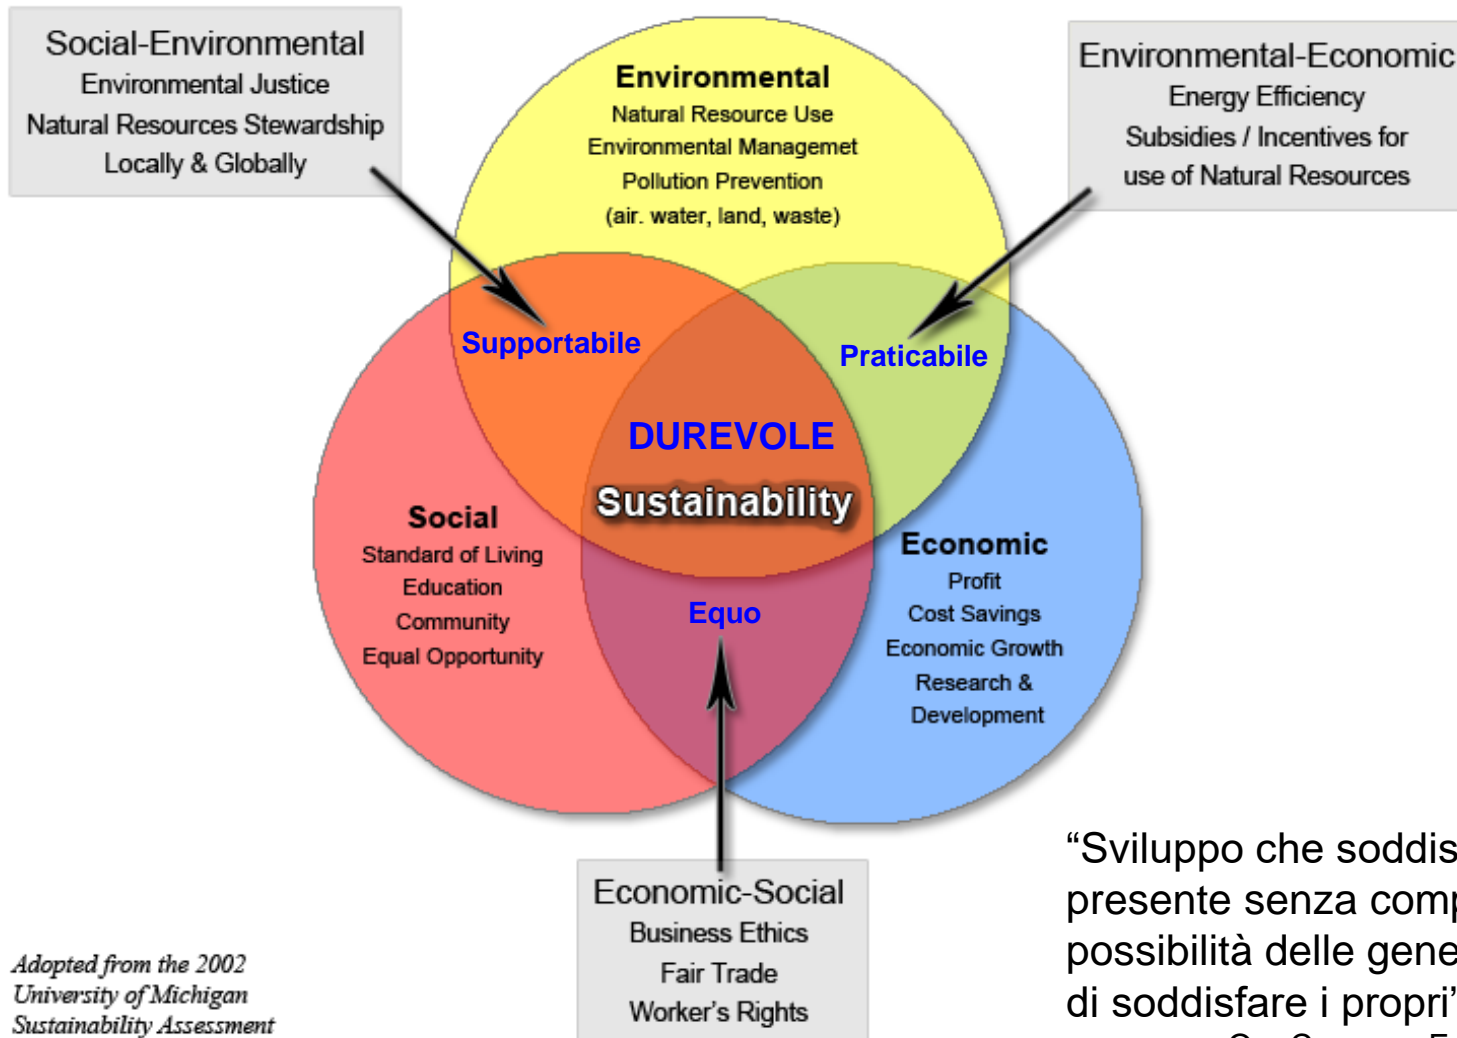 Social-Environmental
Environmental Justice
Natural Resources Stewardship
Locally & Globally
Environmental
Natural Resource Use
Environmental Managemet
Pollution Prevention
(air. water, land, waste)
Environmental-Economic
Energy Efficiency
Subsidies / Incentives for
use of Natural Resources
Supportabile
Praticabile
DUREVOLE
Sustainability
Social
Standard of Living
Education
Community
Equal Opportunity
Economic
Profit
Cost Savings
Economic Growth
Research &
Development
Equo
Economic-Social
Business Ethics
Fair Trade
Worker's Rights
Adopted from the 2002
University of Michigan
Sustainability Assessment
“Sviluppo che
presente senza
possibilità delle
di soddisfare i propri”